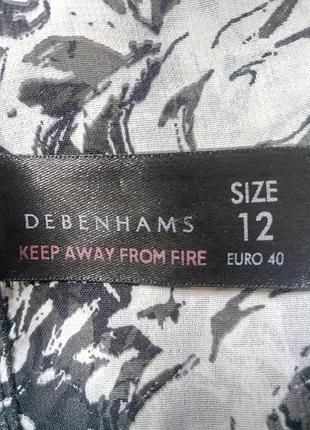 DEBENHAMS
KEEP AWAY FROM FIRE
SIZE
12
EURO 40